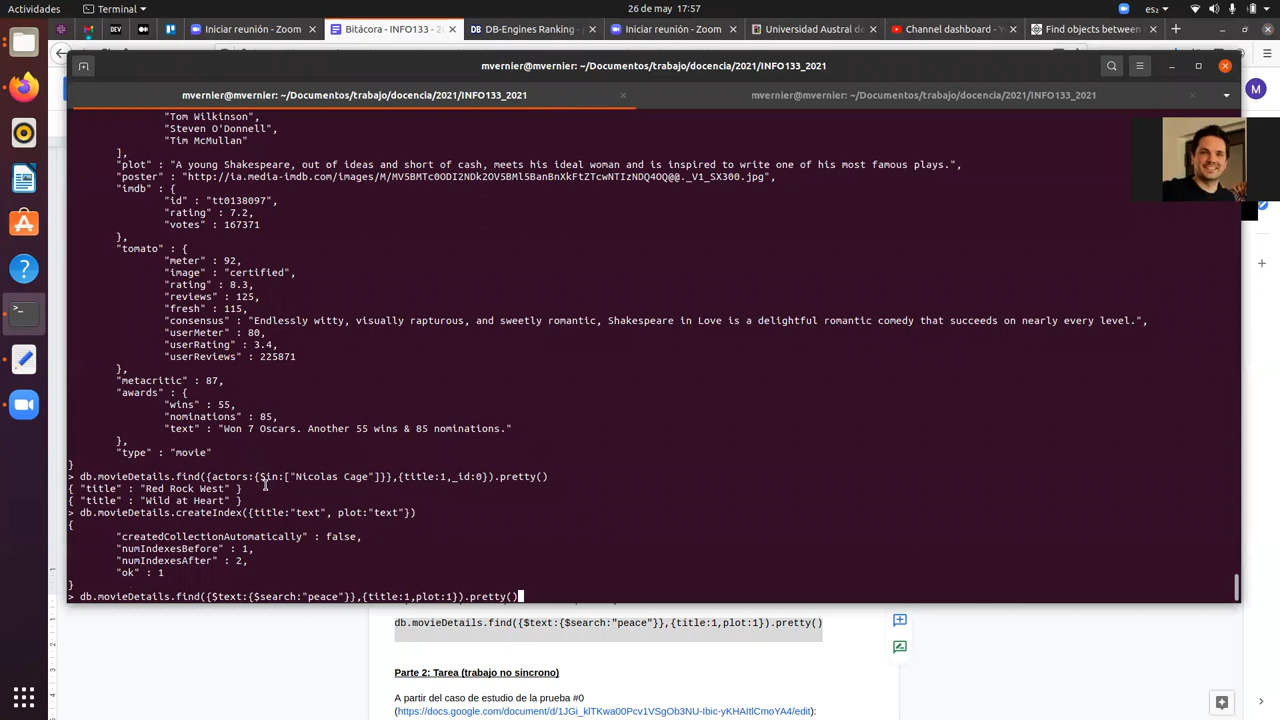 Actividades
Terminal
26 de may 17:57
es₂
DEV
Iniciar reunión - Zoom
Bitácora - INFO133 - 2
DB-Engines Ranking - p
Iniciar reunión - Zoom
Universidad Austral de
Channel dashboard - Yo
Find objects between
mvernier@mvernier: ~/Documentos/trabajo/docencia/2021/INFO133_2021
mvernier@mvernier: ~/Documentos/trabajo/docencia/2021/INFO133_2021
mvernier@mvernier: ~/Documentos/trabajo/docencia/2021/INFO133_2021
M
"Tom Wilkinson",
"Steven O'Donnell",
"Tim McMullan"
],
"plot" : "A young Shakespeare, out of ideas and short of cash, meets his ideal woman and is inspired to write one of his most famous plays.",
"poster" : "http://ia.media-imdb.com/images/M/MV5BMTc0ODI2NDk2OV5BMl5BanBnXkFtZTcwNTIzNDQ4OQ@@._V1_SX300.jpg",
"imdb" : {
"id" : "tt0138097",
"rating" : 7.2,
"votes" : 167371
},
"tomato" : {
"meter" : 92,
"image" : "certified",
"rating" : 8.3,
"reviews" : 125,
"fresh" : 115,
"consensus" : "Endlessly witty, visually rapturous, and sweetly romantic, Shakespeare in Love is a delightful romantic comedy that succeeds on nearly every level.",
"userMeter" : 80,
"userRating" : 3.4,
"userReviews" : 225871
},
"metacritic" : 87,
"awards" : {
"wins" : 55,
"nominations" : 85,
"text" : "Won 7 Oscars. Another 55 wins & 85 nominations."
},
"type" : "movie"
}
> db.movieDetails.find({actors:{$in:["Nicolas Cage"]}},{title:1,_id:0}).pretty()
{ "title" : "Red Rock West" }
{ "title" : "Wild at Heart" }
> db.movieDetails.createIndex({title:"text", plot:"text"})
{
"createdCollectionAutomatically" : false,
"numIndexesBefore" : 1,
"numIndexesAfter" : 2,
"ok" : 1
}
> db.movieDetails.find({$text:{$search:"peace"}},{title:1,plot:1}).pretty()
db.movieDetails.find({$text:{$search:"peace"}},{title:1,plot:1}).pretty()
Parte 2: Tarea (trabajo no sincrono)
A partir del caso de estudio de la prueba #0
(https://docs.google.com/document/d/1JGi_klTKwa00Pcv1VSgOb3NU-Ibic-yKHAItlCmoYA4/edit):